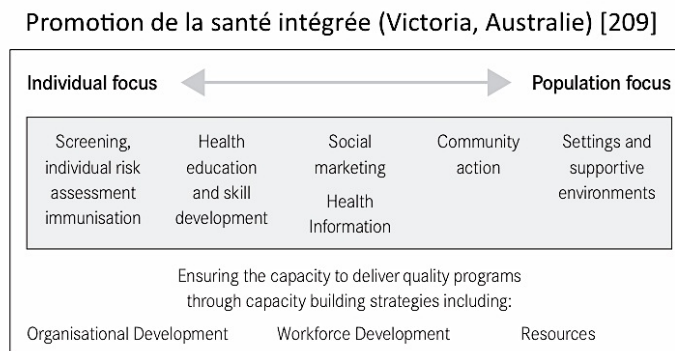 Promotion de la santé intégrée (Victoria, Australie) [209]
Individual focus
Population focus
Screening,
individual risk
assessment
immunisation
Health
education
and skill
development
Social
marketing
Health
Information
Community
action
Settings and
supportive
environments
Ensuring the capacity to deliver quality programs
through capacity building strategies including:
Organisational Development
Workforce Development
Resources